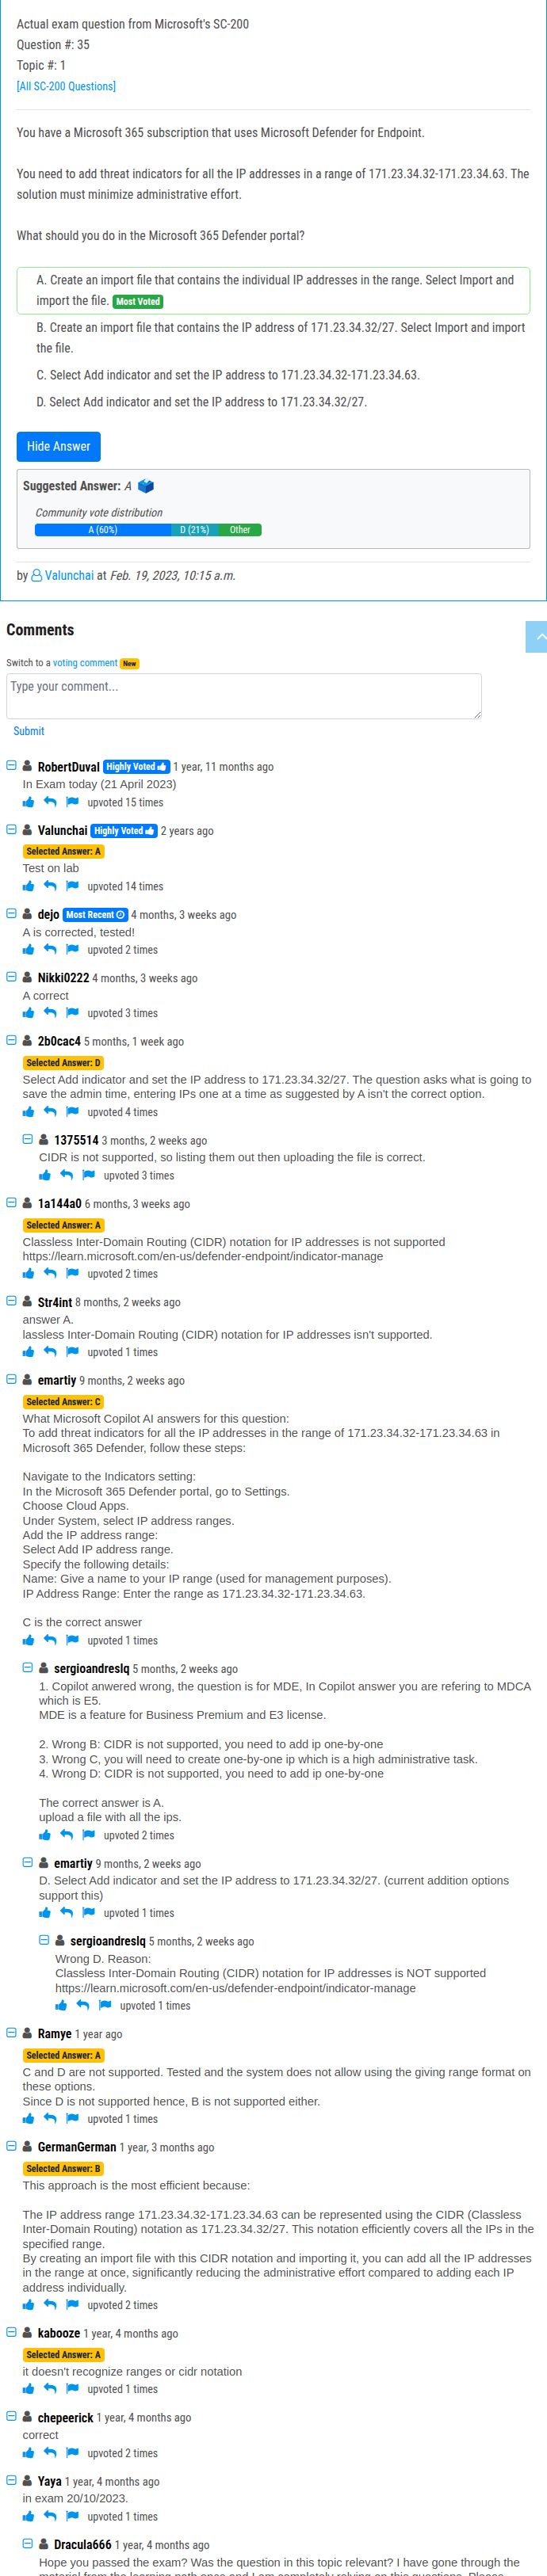 Actual exam question from Microsoft's SC-200
Question #: 35
Topic #: 1
[All SC-200 Questions]
You have a Microsoft 365 subscription that uses Microsoft Defender for Endpoint.
You need to add threat indicators for all the IP addresses in a range of 171.23.34.32-171.23.34.63. The
solution must minimize administrative effort.
What should you do in the Microsoft 365 Defender portal?
A. Create an import file that contains the individual IP addresses in the range. Select Import and
import the file. Most Voted
B. Create an import file that contains the IP address of 171.23.34.32/27. Select Import and import
the file.
C. Select Add indicator and set the IP address to 171.23.34.32-171.23.34.63.
D. Select Add indicator and set the IP address to 171.23.34.32/27.
Hide Answer
Suggested Answer: A
Community vote distribution
A (60%) D (21%) Other
by Valunchai at Feb. 19, 2023, 10:15 a.m.
Comments
Switch to a voting comment New
Type your comment...
Submit
RobertDuval Highly Voted 1 year, 11 months ago
In Exam today (21 April 2023)
upvoted 15 times
Valunchai Highly Voted 2 years ago
Selected Answer: A
Test on lab
upvoted 14 times
dejo Most Recent 4 months, 3 weeks ago
A is corrected, tested!
upvoted 2 times
Nikki0222 4 months, 3 weeks ago
A correct
upvoted 3 times
2b0cac4 5 months, 1 week ago
Selected Answer: D
Select Add indicator and set the IP address to 171.23.34.32/27. The question asks what is going to
save the admin time, entering IPs one at a time as suggested by A isn't the correct option.
upvoted 4 times
1375514 3 months, 2 weeks ago
CIDR is not supported, so listing them out then uploading the file is correct.
upvoted 3 times
1a144a0 6 months, 3 weeks ago
Selected Answer: A
Classless Inter-Domain Routing (CIDR) notation for IP addresses is not supported
https://learn.microsoft.com/en-us/defender-endpoint/indicator-manage
upvoted 2 times
Str4int 8 months, 2 weeks ago
answer A.
lassless Inter-Domain Routing (CIDR) notation for IP addresses isn't supported.
upvoted 1 times
emartiy 9 months, 2 weeks ago
Selected Answer: C
What Microsoft Copilot AI answers for this question:
To add threat indicators for all the IP addresses in the range of 171.23.34.32-171.23.34.63 in
Microsoft 365 Defender, follow these steps:
Navigate to the Indicators setting:
In the Microsoft 365 Defender portal, go to Settings.
Choose Cloud Apps.
Under System, select IP address ranges.
Add the IP address range:
Select Add IP address range.
Specify the following details:
Name: Give a name to your IP range (used for management purposes).
IP Address Range: Enter the range as 171.23.34.32-171.23.34.63.
C is the correct answer
upvoted 1 times
sergioandreslq 5 months, 2 weeks ago
1. Copilot anwered wrong, the question is for MDE, In Copilot answer you are refering to MDCA
which is E5.
MDE is a feature for Business Premium and E3 license.
2. Wrong B: CIDR is not supported, you need to add ip one-by-one
3. Wrong C, you will need to create one-by-one ip which is a high administrative task.
4. Wrong D: CIDR is not supported, you need to add ip one-by-one
The correct answer is A.
upload a file with all the ips.
upvoted 2 times
emartiy 9 months, 2 weeks ago
D. Select Add indicator and set the IP address to 171.23.34.32/27. (current addition options
support this)
upvoted 1 times
sergioandreslq 5 months, 2 weeks ago
Wrong D. Reason:
Classless Inter-Domain Routing (CIDR) notation for IP addresses is NOT supported
https://learn.microsoft.com/en-us/defender-endpoint/indicator-manage
upvoted 1 times
Ramye 1 year ago
Selected Answer: A
C and D are not supported. Tested and the system does not allow using the giving range format on
these options.
Since D is not supported hence, B is not supported either.
upvoted 1 times
GermanGerman 1 year, 3 months ago
Selected Answer: B
This approach is the most efficient because:
The IP address range 171.23.34.32-171.23.34.63 can be represented using the CIDR (Classless
Inter-Domain Routing) notation as 171.23.34.32/27. This notation efficiently covers all the IPs in the
specified range.
By creating an import file with this CIDR notation and importing it, you can add all the IP addresses
in the range at once, significantly reducing the administrative effort compared to adding each IP
address individually.
upvoted 2 times
kabooze 1 year, 4 months ago
Selected Answer: A
it doesn't recognize ranges or cidr notation
upvoted 1 times
chepeerick 1 year, 4 months ago
correct
upvoted 2 times
Yaya 1 year, 4 months ago
in exam 20/10/2023.
upvoted 1 times
Dracula666 1 year, 4 months ago
Hope you passed the exam? Was the question in this topic relevant? I have gone through the